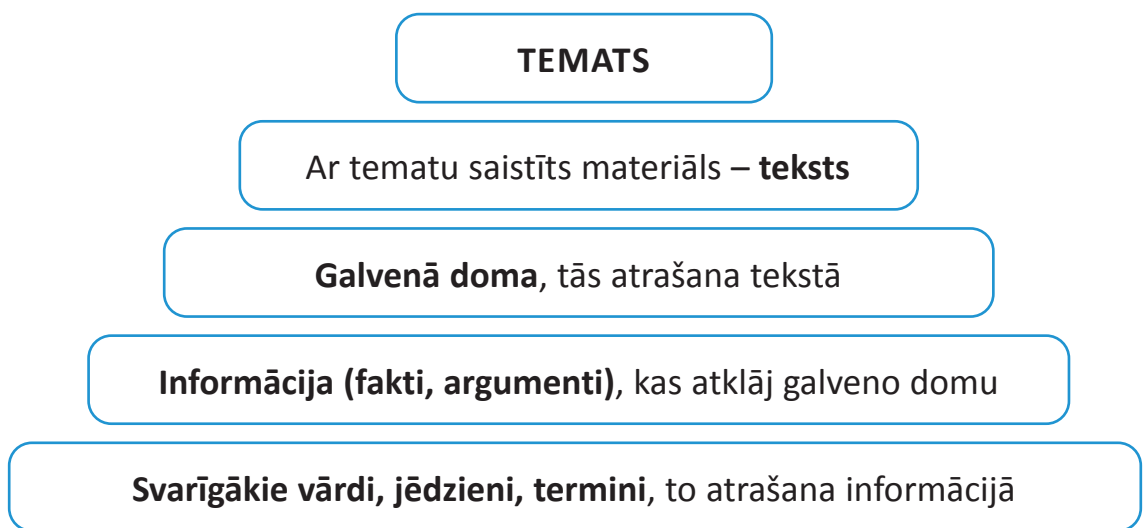 TEMATS
Ar tematu saistīts materiāls – teksts
Galvenā doma, tās atrašana tekstā
Informācija (fakti, argumenti), kas atklāj galveno domu
Svarīgākie vārdi, jēdzieni, termini, to atrašana informācijā